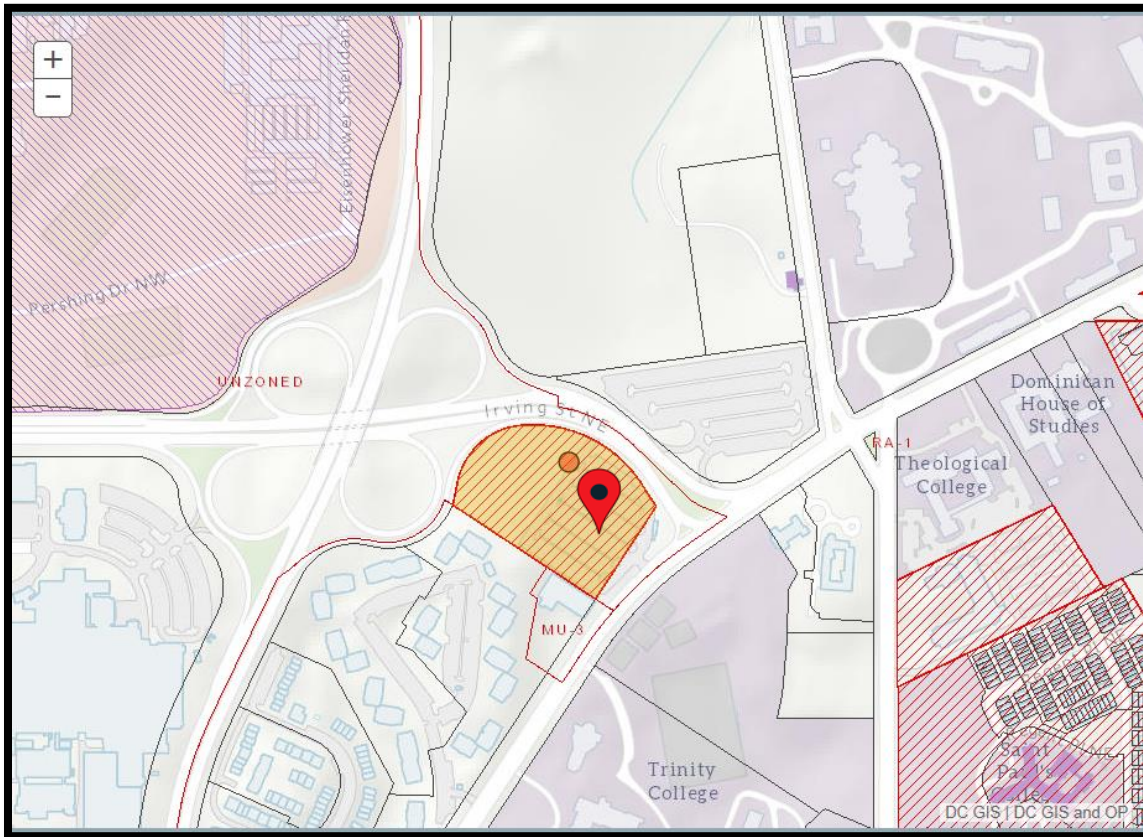 +
−
Eisenhower Sheridan
Pershing Dr NW
UNZONED
Irving St NE
Dominican
House of
Studies
RA-1
Theological
College
MU-3
Trinity
College
Saint
DC GIS | DC GIS and OP